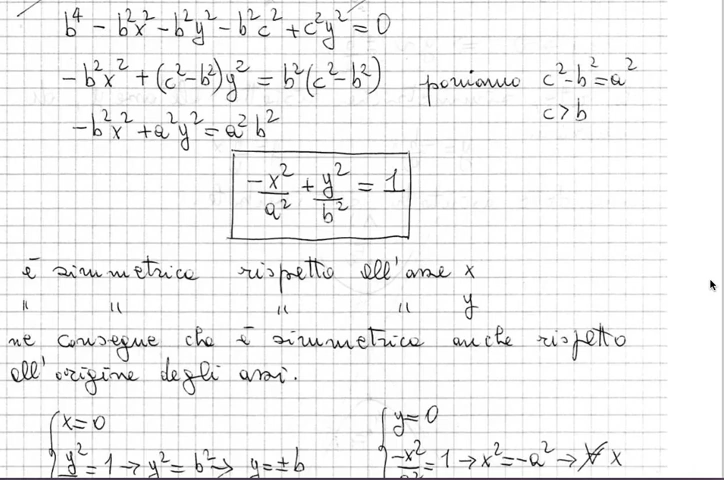 b⁴ - b²x² - b²y² - b²c² + c²y² = 0
-b²x² + (c²-b²)y² = b²(c²-b²) poniamo c²-b²=a²
-b²x² + a²y² = a²b² c>b
-x²/a² + y²/b² = 1
è simmetrica rispetto all'asse x
" " " " y
ne consegue che è simmetrica anche rispetto
all'origine degli assi.
{x=0 {y=0
y²/ = 1 → y² = b² → y = ±b -x²/a² = 1 → x² = -a² → ∄ x